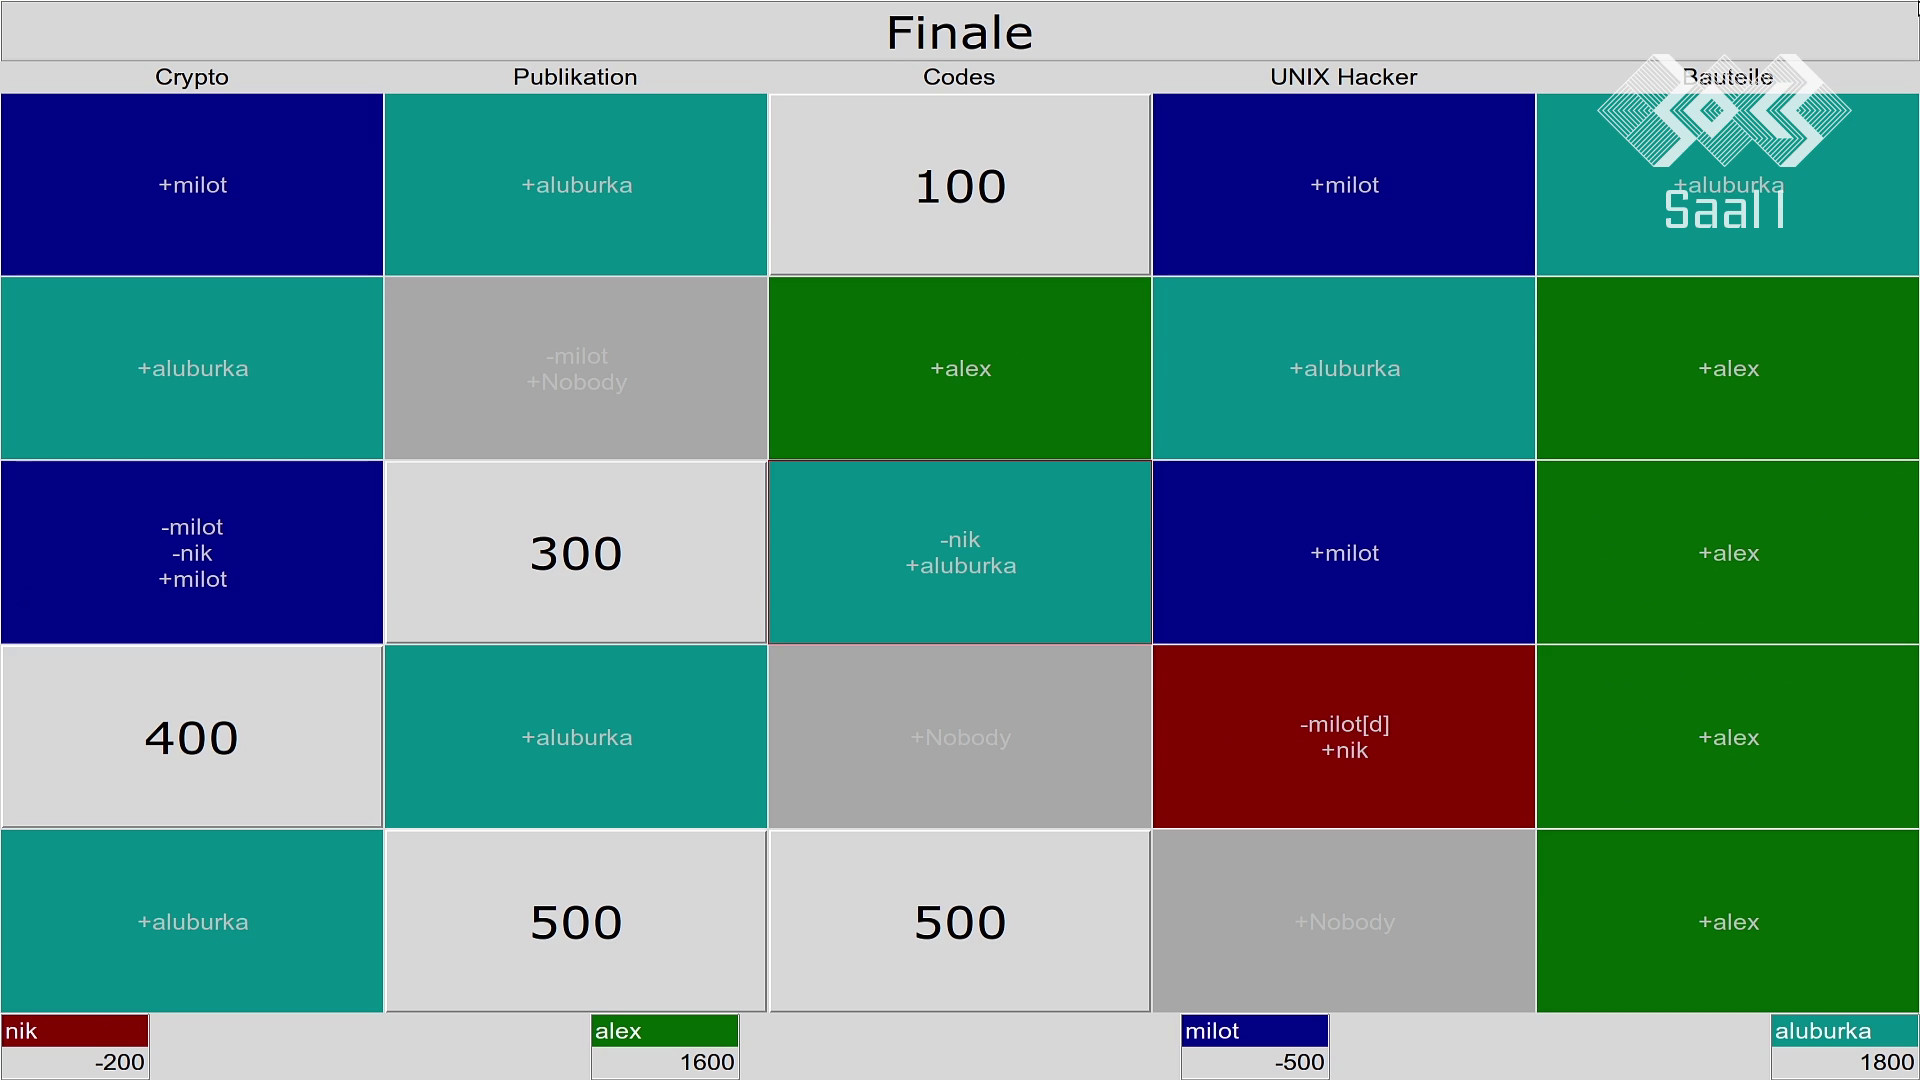 Finale
Crypto Publikation Codes UNIX Hacker Bauteile
+milot +aluburka 100 +milot +aluburka
Saal 1
+aluburka
-milot
+Nobody
+alex +aluburka +alex
-milot
-nik
+milot
300
-nik
+aluburka
+milot +alex
400 +aluburka +Nobody
-milot[d]
+nik
+alex
+aluburka 500 500 +Nobody +alex
nik alex milot aluburka
-200 1600 -500 1800